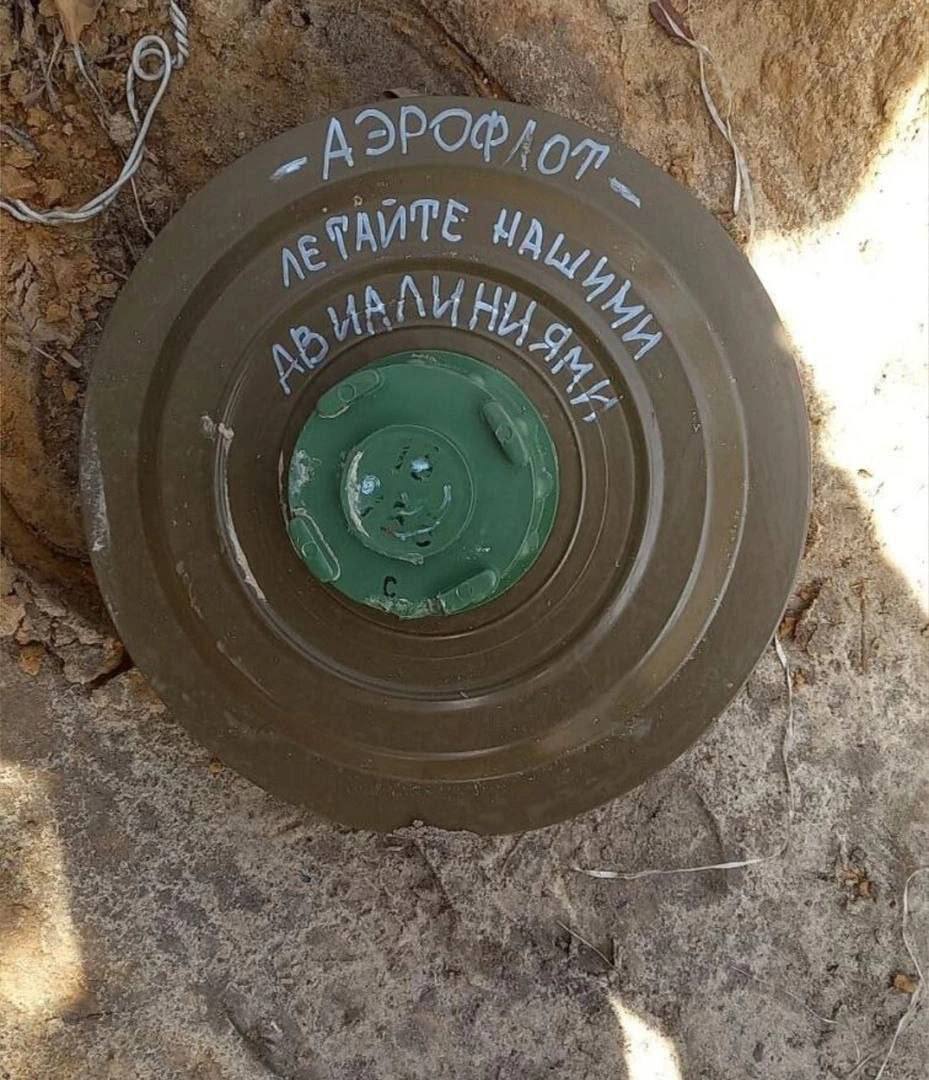 - АЭРОФЛОТ -
ЛЕТАЙТЕ НАШИМИ
АВИАЛИНИЯМИ
С